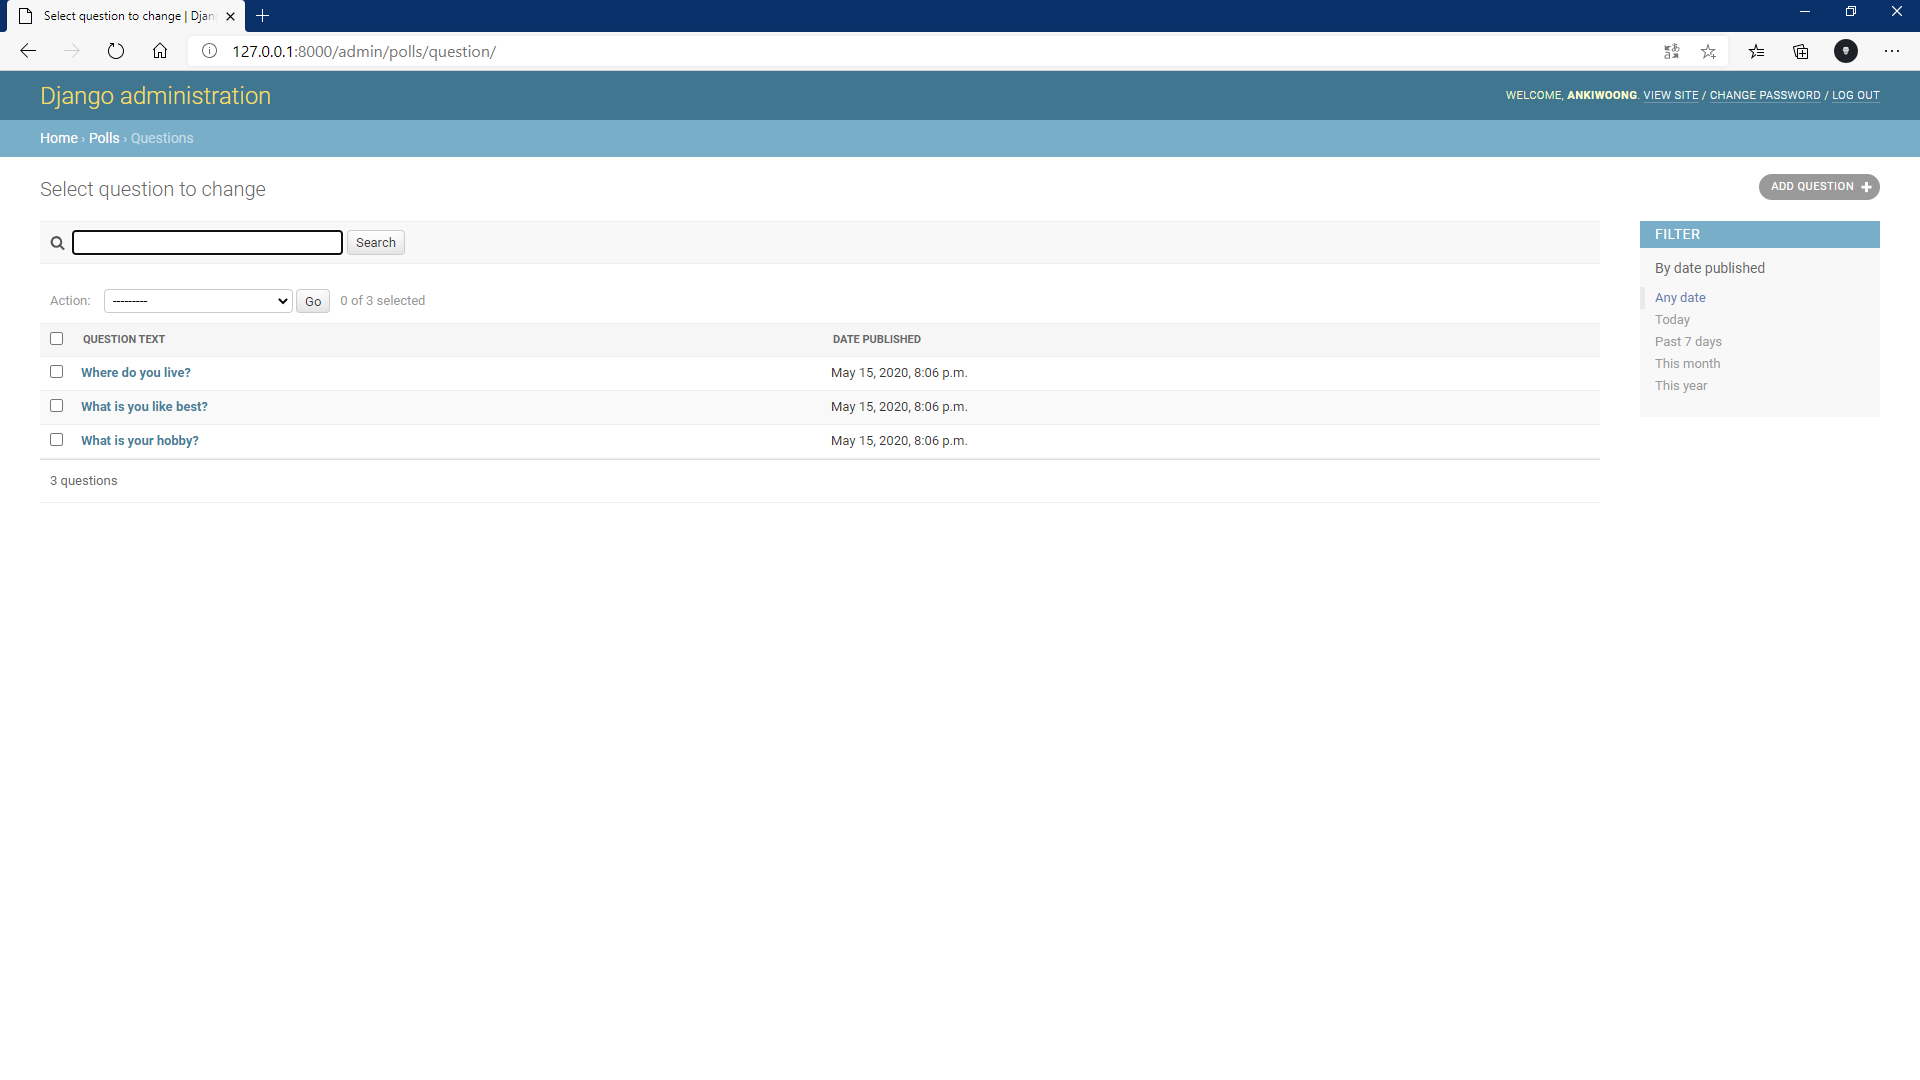 Select question to change | Djan
127.0.0.1:8000/admin/polls/question/
Django administration
WELCOME, ANKIWOONG. VIEW SITE / CHANGE PASSWORD / LOG OUT
Home › Polls › Questions
Select question to change
ADD QUESTION +
Search
Action: --------- Go 0 of 3 selected
QUESTION TEXT DATE PUBLISHED
Where do you live? May 15, 2020, 8:06 p.m.
What is you like best? May 15, 2020, 8:06 p.m.
What is your hobby? May 15, 2020, 8:06 p.m.
3 questions
FILTER
By date published
Any date
Today
Past 7 days
This month
This year